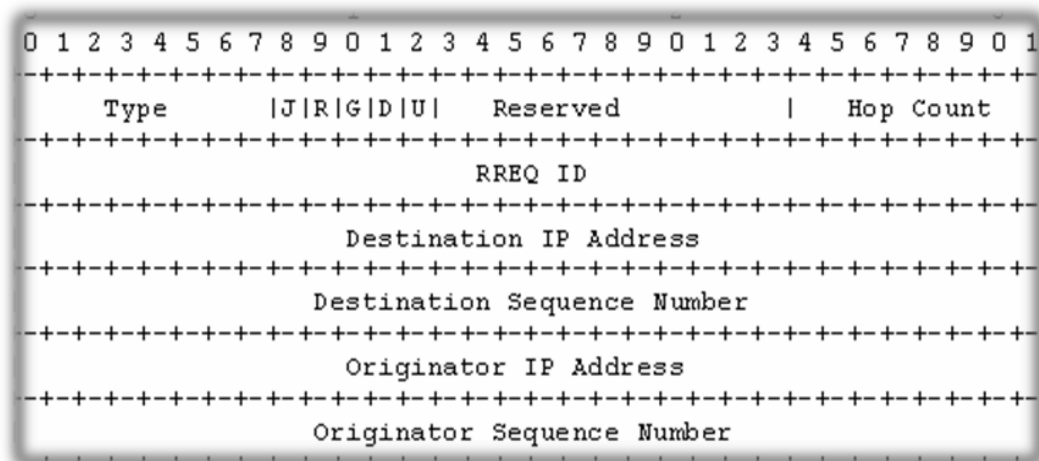 0 1 2 3 4 5 6 7 8 9 0 1 2 3 4 5 6 7 8 9 0 1 2 3 4 5 6 7 8 9 0 1
-+-+-+-+-+-+-+-+-+-+-+-+-+-+-+-+-+-+-+-+-+-+-+-+-+-+-+-+-+-+-+-
Type |J|R|G|D|U| Reserved | Hop Count
-+-+-+-+-+-+-+-+-+-+-+-+-+-+-+-+-+-+-+-+-+-+-+-+-+-+-+-+-+-+-+-
RREQ ID
-+-+-+-+-+-+-+-+-+-+-+-+-+-+-+-+-+-+-+-+-+-+-+-+-+-+-+-+-+-+-+-
Destination IP Address
-+-+-+-+-+-+-+-+-+-+-+-+-+-+-+-+-+-+-+-+-+-+-+-+-+-+-+-+-+-+-+-
Destination Sequence Number
-+-+-+-+-+-+-+-+-+-+-+-+-+-+-+-+-+-+-+-+-+-+-+-+-+-+-+-+-+-+-+-
Originator IP Address
-+-+-+-+-+-+-+-+-+-+-+-+-+-+-+-+-+-+-+-+-+-+-+-+-+-+-+-+-+-+-+-
Originator Sequence Number